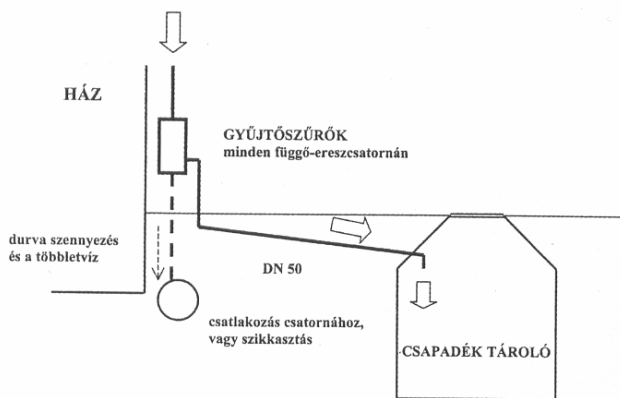 HÁZ
GYŰJTŐSZŰRŐK
minden függő-ereszcsatornán
durva szennyezés
és a többletvíz
DN 50
csatlakozás csatornához,
vagy szikkasztás
CSAPADÉK TÁROLÓ